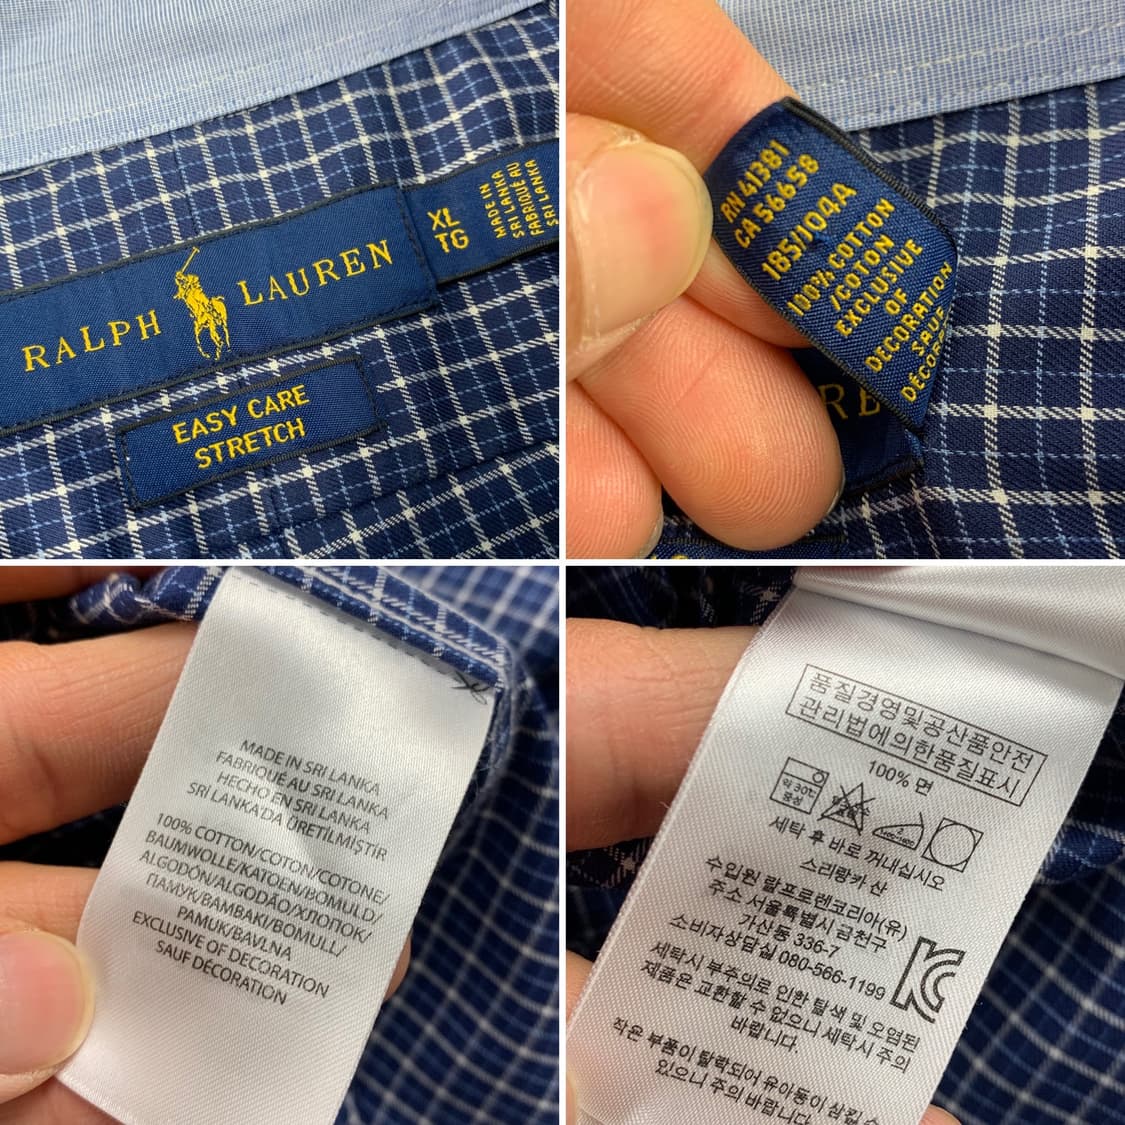 RALPH LAUREN
XL
TG
MADE IN
SRI LANKA
FABRIQUÉ AU
SRI LANKA
EASY CARE
STRETCH
RN 41381
CA 56658
185/104A
100% COTTON
/COTON
EXCLUSIVE
OF
DECORATION
SAUF
DÉCOR
RE
MADE IN SRI LANKA
FABRIQUÉ AU SRI LANKA
HECHO EN SRI LANKA
SRİ LANKA'DA ÜRETİLMİŞTİR
100% COTTON/COTON/COTONE/
BAUMWOLLE/KATOEN/BOMULD/
ALGODÓN/ALGODÃO/ХЛОПОК/
ПАМУК/BAMBAKI/BOMULL/
PAMUK/BAVLNA
EXCLUSIVE OF DECORATION
SAUF DÉCORATION
품질경영및공산품안전
관리법에의한품질표시
100% 면
약 30℃
중성
세탁 후 바로 꺼내십시오
스리랑카 산
수입원 랄프로렌코리아(유)
주소 서울특별시 금천구
가산동 336-7
소비자상담실 080-566-1199
세탁시 부주의로 인한 탈색 및 오염된
제품은 교환할 수 없으니 세탁시 주의
바랍니다.
작은 부품이 탈락되어 유아동이 삼킬 수
있으니 주의 바랍니다